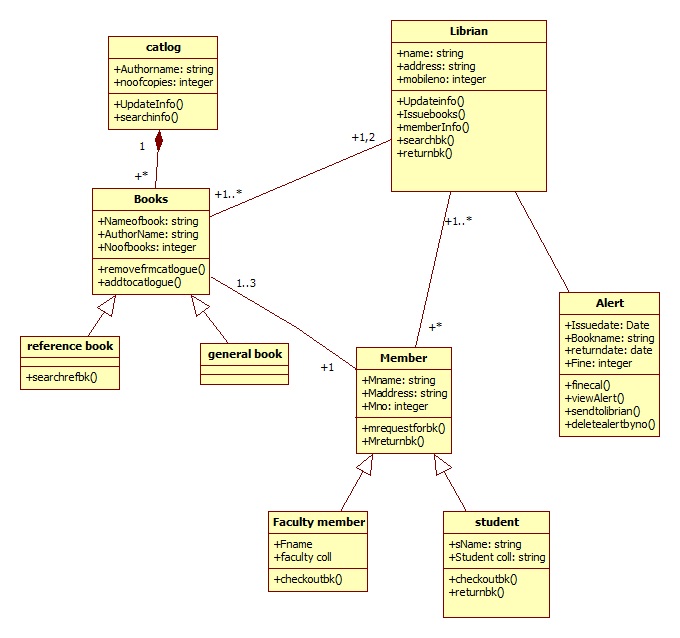 catlog
+Authorname: string
+noofcopies: integer
+UpdateInfo()
+searchinfo()
Librian
+name: string
+address: string
+mobileno: integer
+Updateinfo()
+Issuebooks()
+memberInfo()
+searchbk()
+returnbk()
1
+*
+1,2
+1..*
Books
+Nameofbook: string
+AuthorName: string
+Noofbooks: integer
+removefrmcatlogue()
+addtocatlogue()
+1..*
+*
1..3
+1
reference book
+searchrefbk()
general book
Member
+Mname: string
+Maddress: string
+Mno: integer
+mrequestforbk()
+Mreturnbk()
Alert
+Issuedate: Date
+Bookname: string
+returndate: date
+Fine: integer
+finecal()
+viewAlert()
+sendtolibrian()
+deletealertbyno()
Faculty member
+Fname
+faculty coll
+checkoutbk()
student
+sName: string
+Student coll: string
+checkoutbk()
+returnbk()